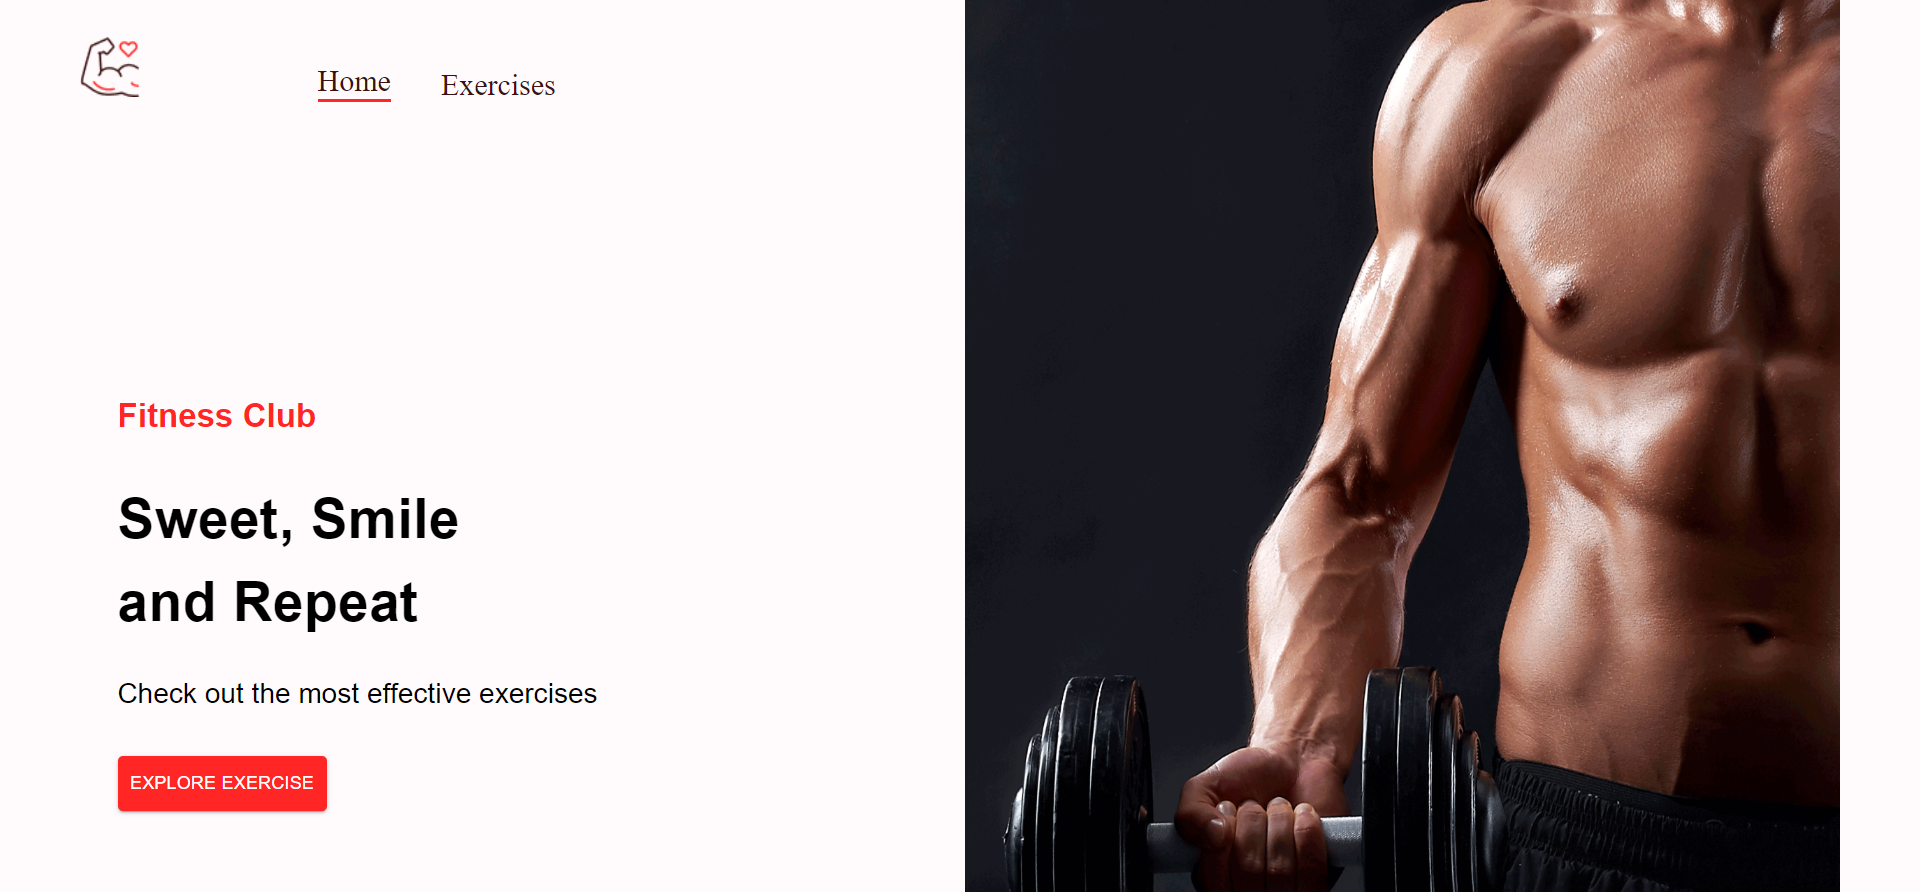 Home
Exercises
Fitness Club
Sweet, Smile
and Repeat
Check out the most effective exercises
EXPLORE EXERCISE